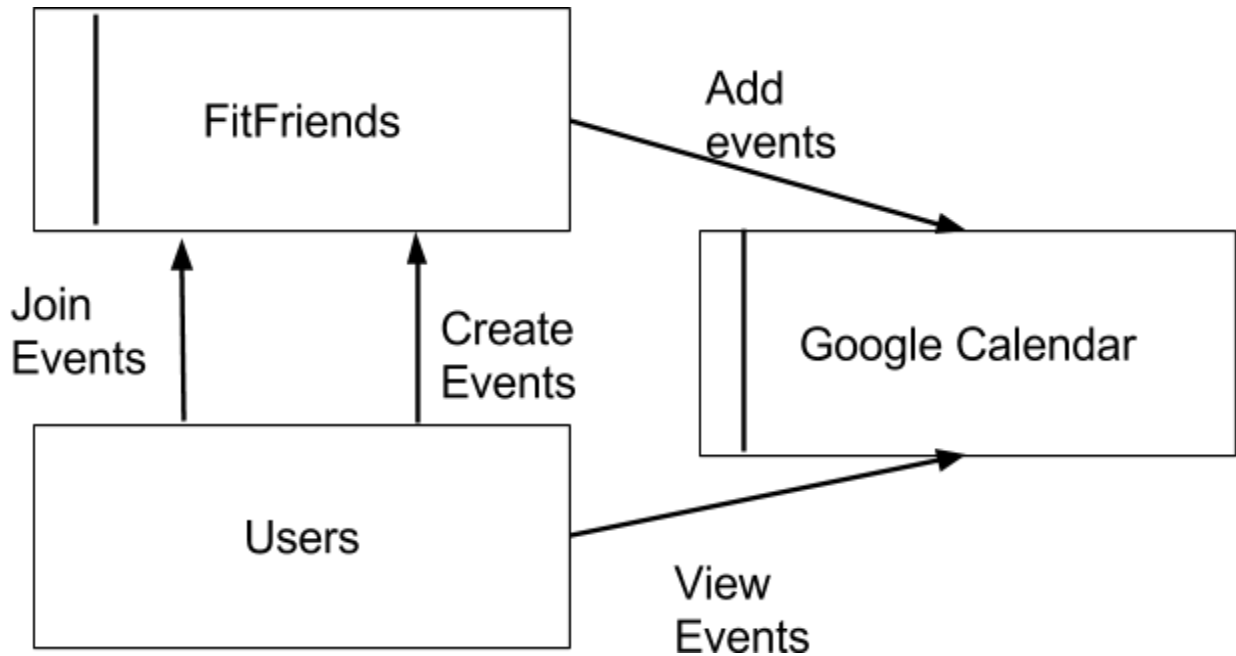 FitFriends
Add
events
Join
Events
Create
Events
Google Calendar
Users
View
Events